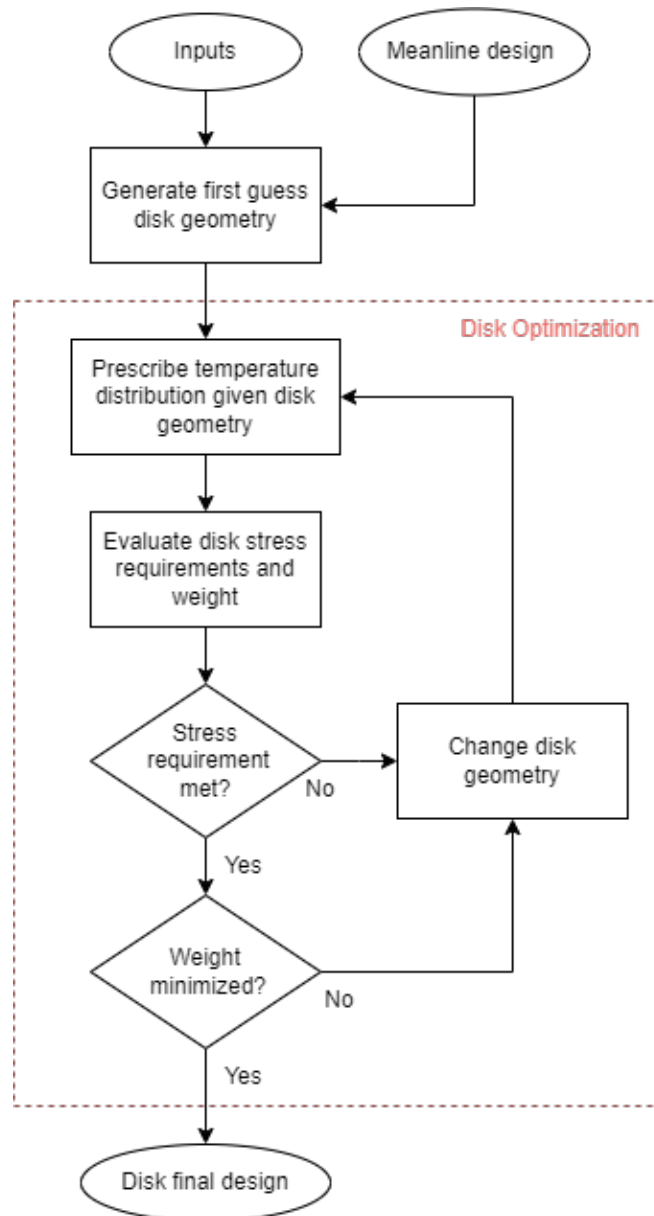 Inputs
Meanline design
Generate first guess
disk geometry
Disk Optimization
Prescribe temperature
distribution given disk
geometry
Evaluate disk stress
requirements and
weight
Stress
requirement
met?
No
Change disk
geometry
Yes
Weight
minimized?
No
Yes
Disk final design